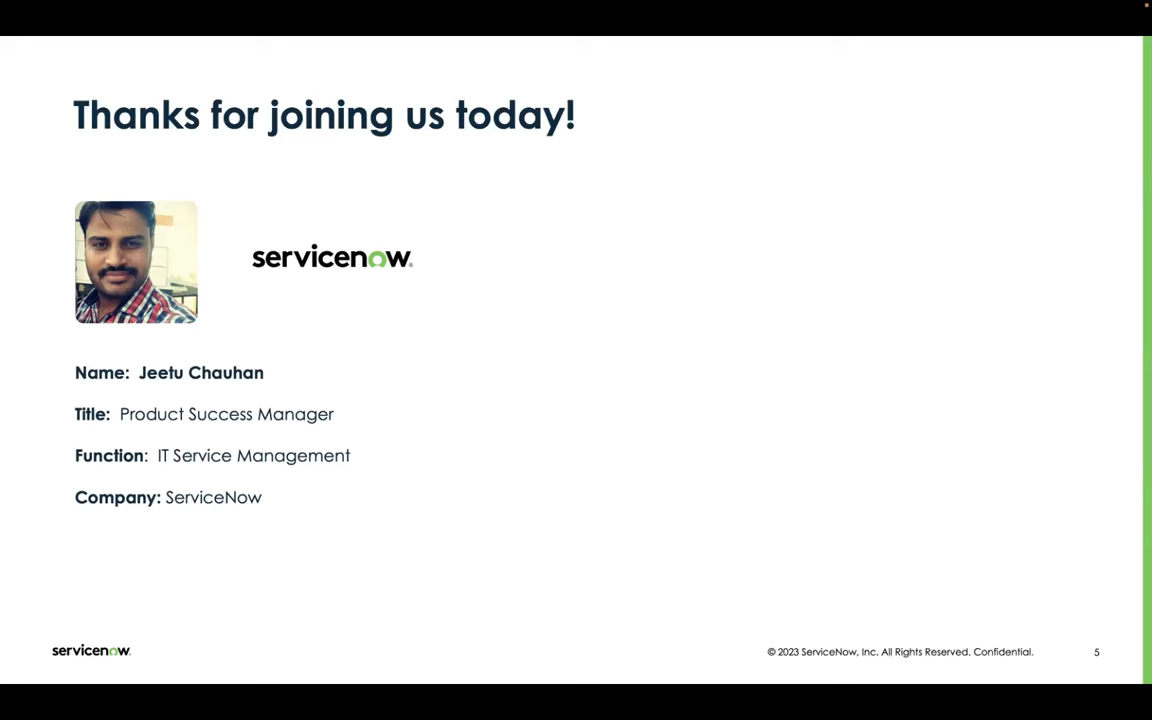 Thanks for joining us today!
servicenow.
Name: Jeetu Chauhan
Title: Product Success Manager
Function: IT Service Management
Company: ServiceNow
servicenow.
© 2023 ServiceNow, Inc. All Rights Reserved. Confidential.
5